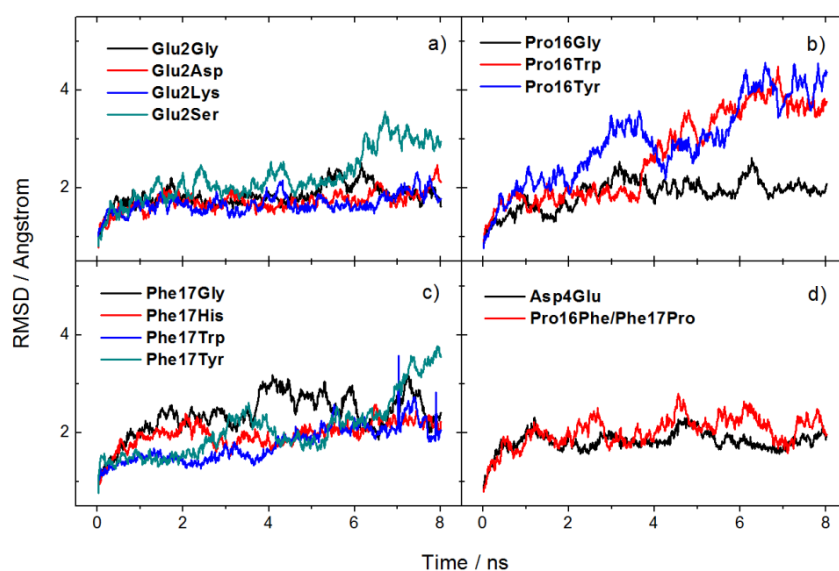 a)
Glu2Gly
Glu2Asp
Glu2Lys
Glu2Ser
b)
Pro16Gly
Pro16Trp
Pro16Tyr
4
2
c)
Phe17Gly
Phe17His
Phe17Trp
Phe17Tyr
d)
Asp4Glu
Pro16Phe/Phe17Pro
4
2
RMSD / Angstrom
0 2 4 6 8 0 2 4 6 8
Time / ns